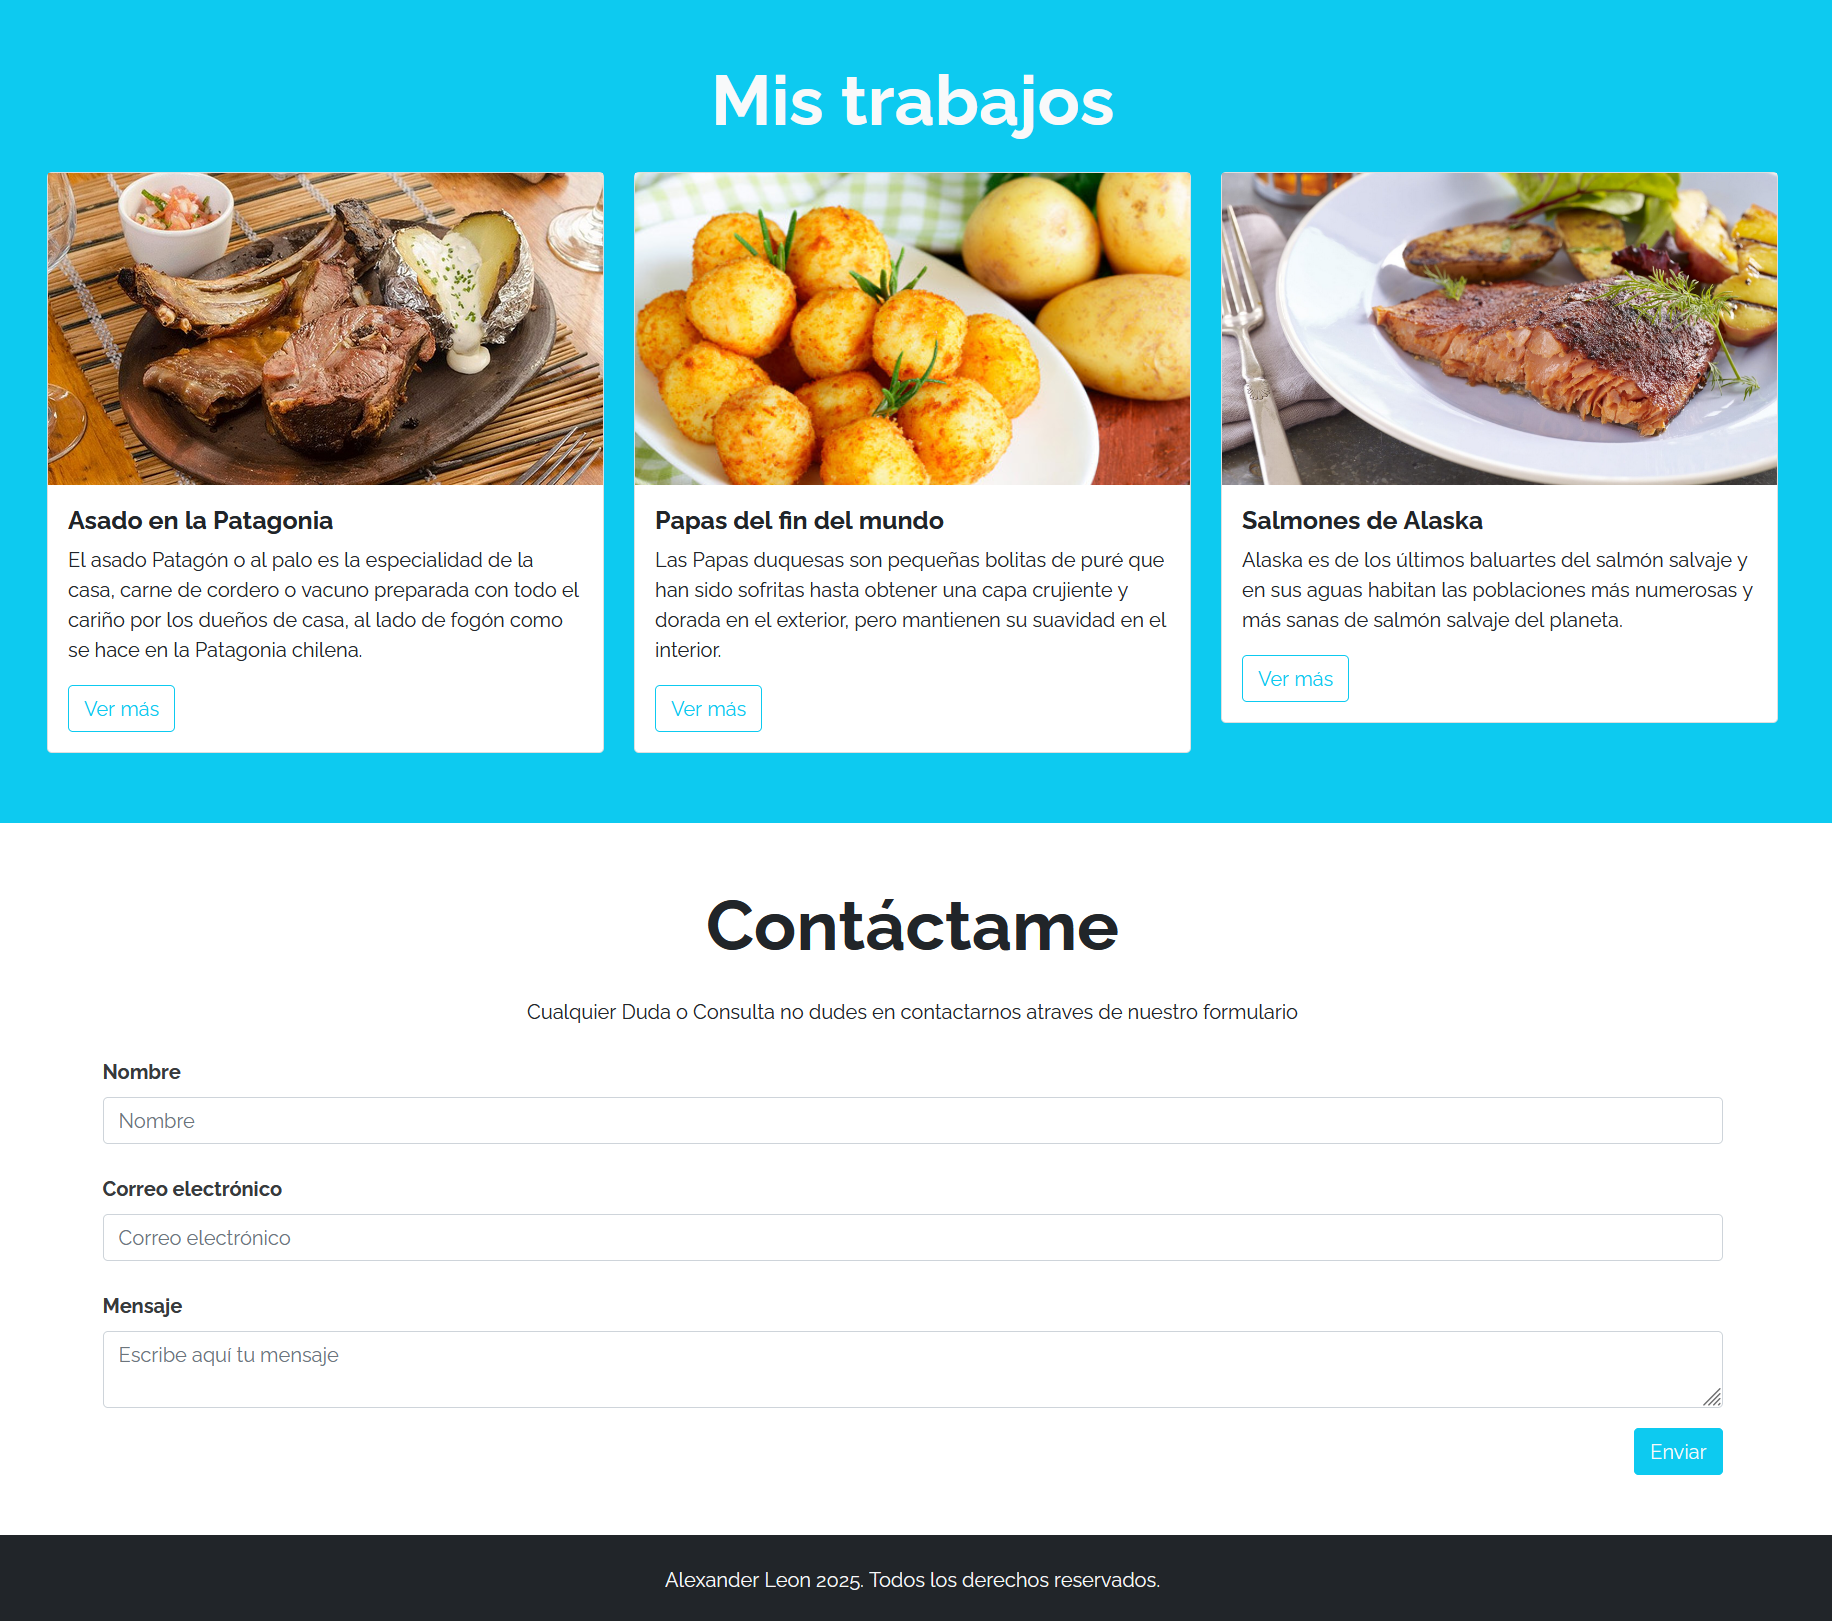 Mis trabajos
Asado en la Patagonia
El asado Patagón o al palo es la especialidad de la
casa, carne de cordero o vacuno preparada con todo el
cariño por los dueños de casa, al lado de fogón como
se hace en la Patagonia chilena.
Ver más
Papas del fin del mundo
Las Papas duquesas son pequeñas bolitas de puré que
han sido sofritas hasta obtener una capa crujiente y
dorada en el exterior, pero mantienen su suavidad en el
interior.
Ver más
Salmones de Alaska
Alaska es de los últimos baluartes del salmón salvaje y
en sus aguas habitan las poblaciones más numerosas y
más sanas de salmón salvaje del planeta.
Ver más
Contáctame
Cualquier Duda o Consulta no dudes en contactarnos atraves de nuestro formulario
Nombre
Nombre
Correo electrónico
Correo electrónico
Mensaje
Escribe aquí tu mensaje
Enviar
Alexander Leon 2025. Todos los derechos reservados.